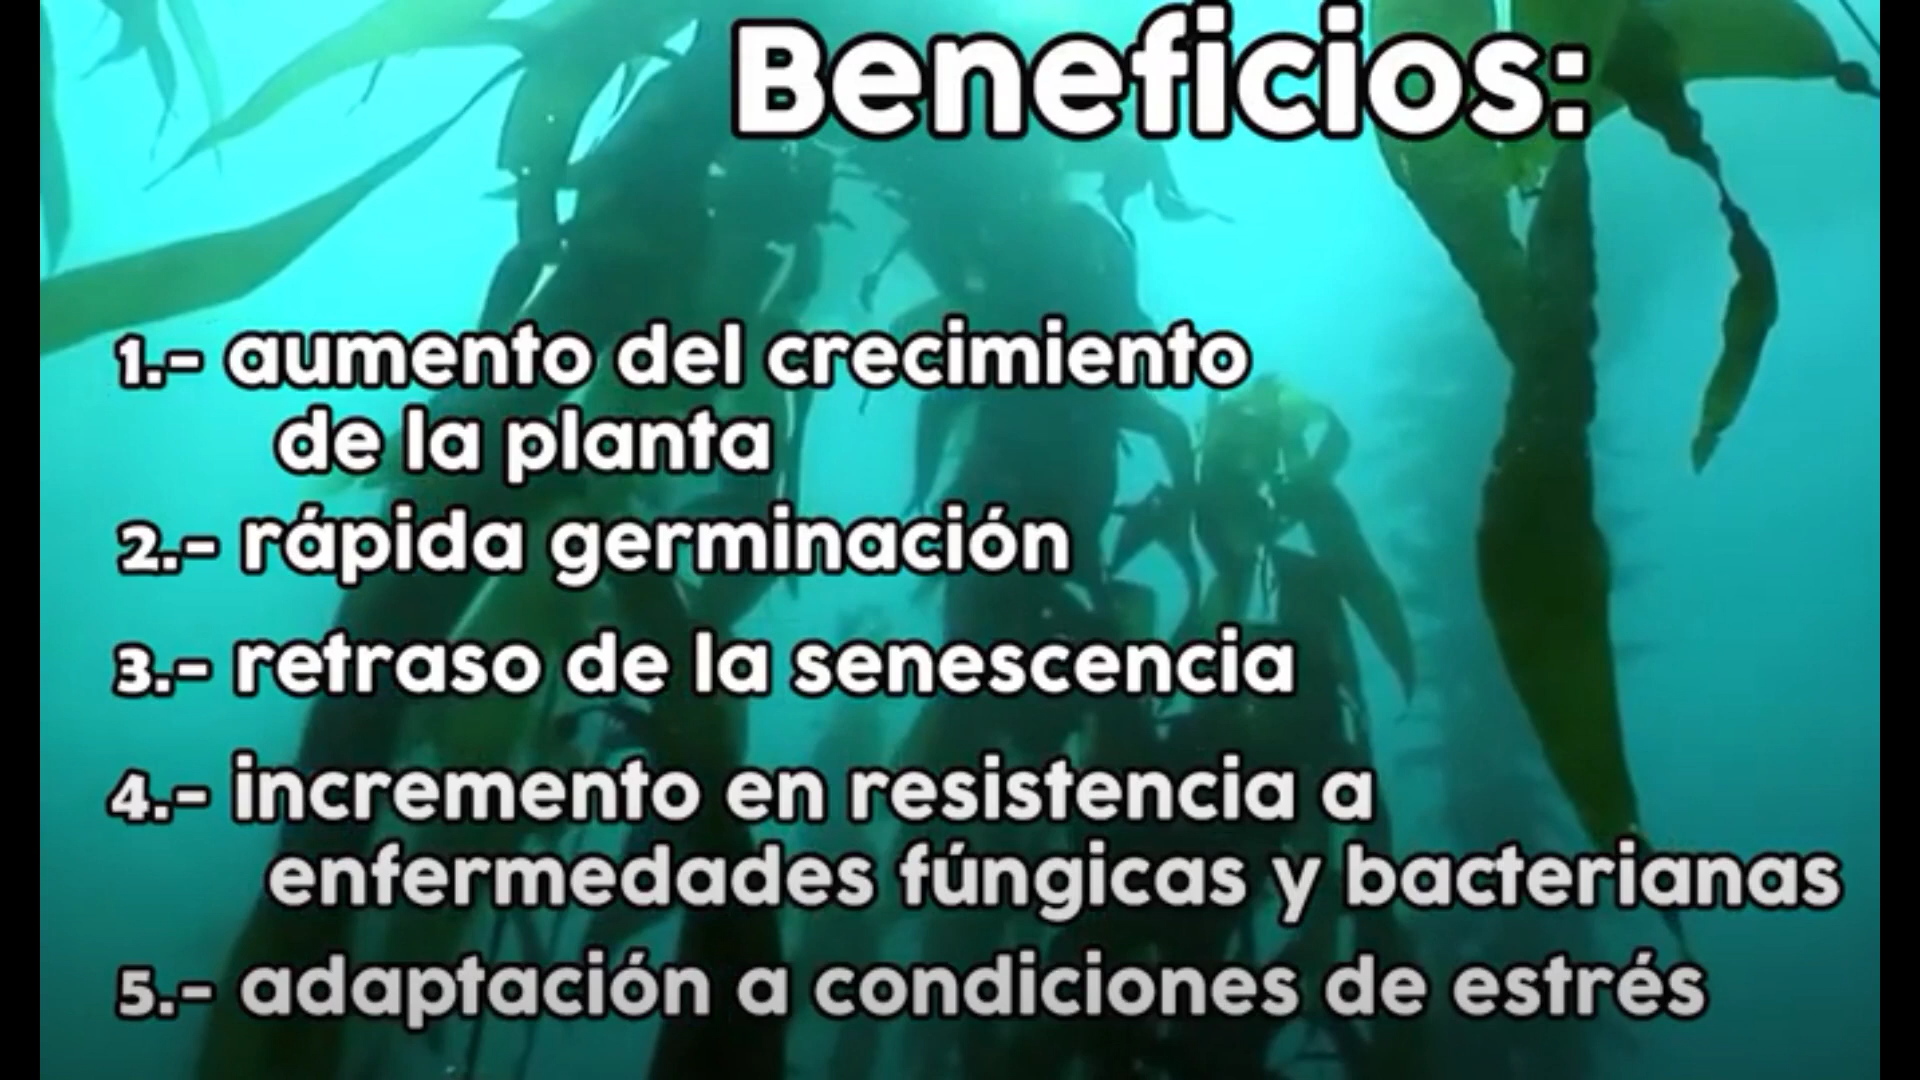 Beneficios:
1.- aumento del crecimiento
de la planta
2.- rápida germinación
3.- retraso de la senescencia
4.- incremento en resistencia a
enfermedades fúngicas y bacterianas
5.- adaptación a condiciones de estrés